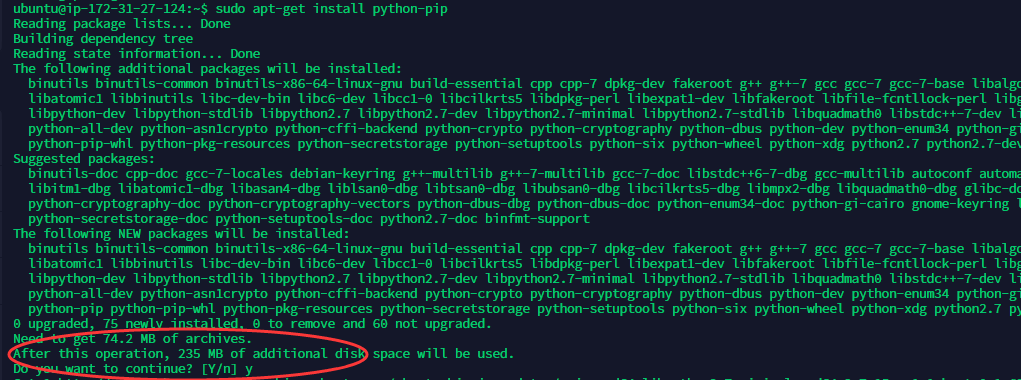 ubuntu@ip-172-31-27-124:~$ sudo apt-get install python-pip
Reading package lists... Done
Building dependency tree
Reading state information... Done
The following additional packages will be installed:
binutils binutils-common binutils-x86-64-linux-gnu build-essential cpp cpp-7 dpkg-dev fakeroot g++ g++-7 gcc gcc-7 gcc-7-base libalgo
libatomic1 libbinutils libc-dev-bin libc6-dev libcc1-0 libcilkrts5 libdpkg-perl libexpat1-dev libfakeroot libfile-fcntllock-perl
libpython-dev libpython-stdlib libpython2.7 libpython2.7-dev libpython2.7-minimal libpython2.7-stdlib libquadmath0 libstdc++-7-dev
python-all-dev python-asn1crypto python-cffi-backend python-crypto python-cryptography python-dbus python-dev python-enum34 python-gi
python-pip-whl python-pkg-resources python-secretstorage python-setuptools python-six python-wheel python-xdg python2.7 python2.7-dev
Suggested packages:
binutils-doc cpp-doc gcc-7-locales debian-keyring g++-multilib g++-7-multilib gcc-7-doc libstdc++6-7-dbg gcc-multilib autoconf automa
libitm1-dbg libatomic1-dbg libasan4-dbg liblsan0-dbg libtsan0-dbg libubsan0-dbg libcilkrts5-dbg libmpx2-dbg libquadmath0-dbg glibc-do
python-cryptography-doc python-cryptography-vectors python-dbus-dbg python-dbus-doc python-enum34-doc python-gi-cairo gnome-keyring
python-secretstorage-doc python-setuptools-doc python2.7-doc binfmt-support
The following NEW packages will be installed:
binutils binutils-common binutils-x86-64-linux-gnu build-essential cpp cpp-7 dpkg-dev fakeroot g++ g++-7 gcc gcc-7 gcc-7-base libalgo
libatomic1 libbinutils libc-dev-bin libc6-dev libcc1-0 libcilkrts5 libdpkg-perl libexpat1-dev libfakeroot libfile-fcntllock-perl
libpython-dev libpython-stdlib libpython2.7 libpython2.7-dev libpython2.7-minimal libpython2.7-stdlib libquadmath0 libstdc++-7-dev
python-all-dev python-asn1crypto python-cffi-backend python-crypto python-cryptography python-dbus python-dev python-enum34 python-gi
python-pip python-pip-whl python-pkg-resources python-secretstorage python-setuptools python-six python-wheel python-xdg python2.7
0 upgraded, 75 newly installed, 0 to remove and 60 not upgraded.
Need to get 74.2 MB of archives.
After this operation, 235 MB of additional disk space will be used.
Do you want to continue? [Y/n] y